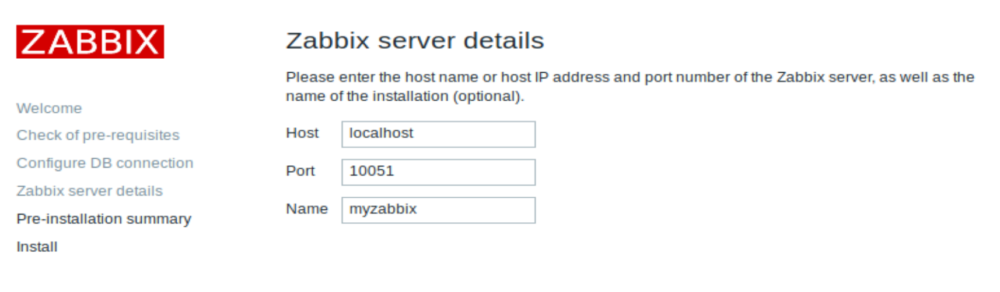 ZABBIX
Welcome
Check of pre-requisites
Configure DB connection
Zabbix server details
Pre-installation summary
Install
Zabbix server details
Please enter the host name or host IP address and port number of the Zabbix server, as well as the
name of the installation (optional).
Host localhost
Port 10051
Name myzabbix